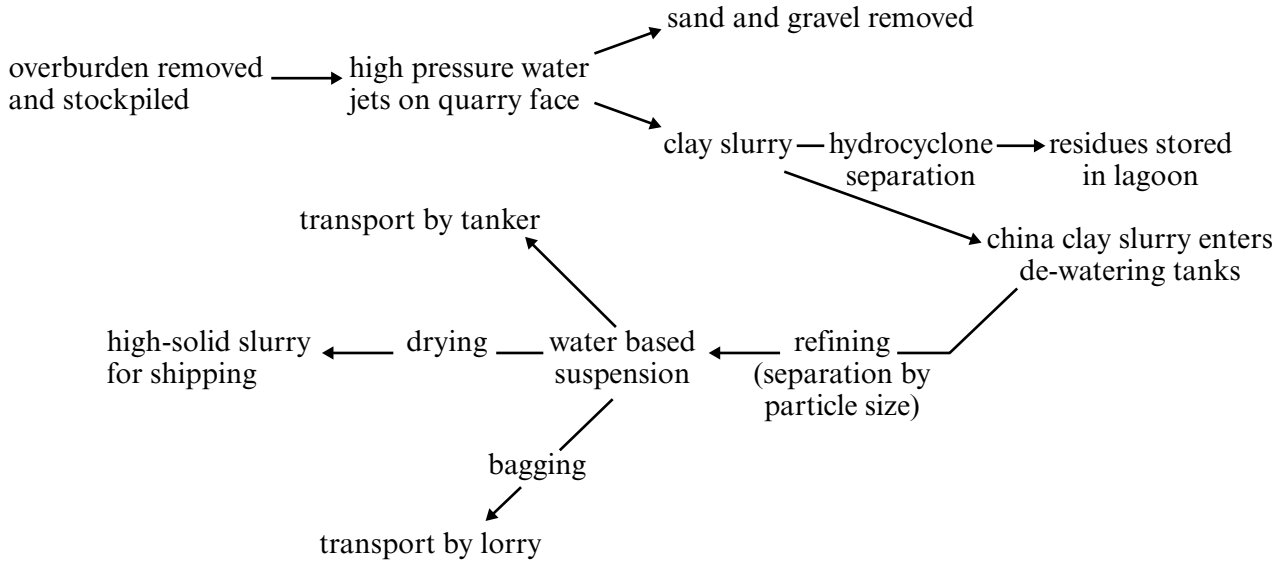 sand and gravel removed
overburden removed
and stockpiled
high pressure water
jets on quarry face
clay slurry
hydrocyclone
separation
residues stored
in lagoon
china clay slurry enters
de-watering tanks
transport by tanker
refining
(separation by
particle size)
water based
suspension
drying
high-solid slurry
for shipping
bagging
transport by lorry